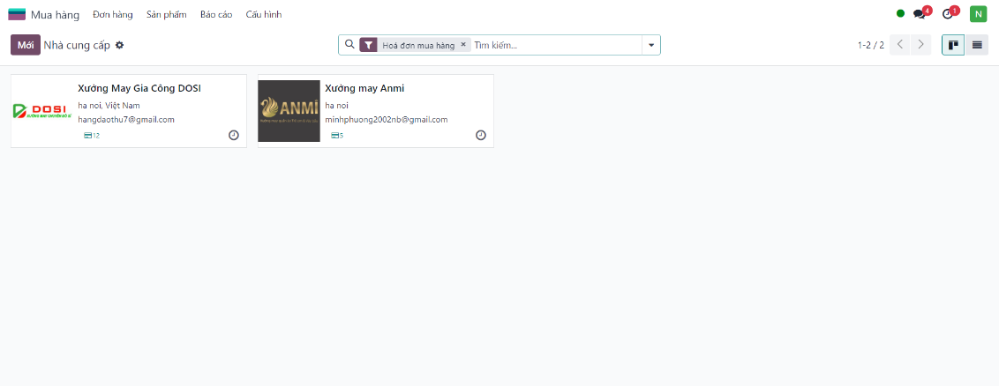 Mua hàng Đơn hàng Sản phẩm Báo cáo Cấu hình 4 1 N
Mới Nhà cung cấp Hoá đơn mua hàng × Tìm kiếm... 1-2 / 2
Xưởng May Gia Công DOSI
ha noi, Việt Nam
hangdaothu7@gmail.com
12
DOSI
Xưởng may Anmi
ha noi
minhphuong2002nb@gmail.com
5
ANMI